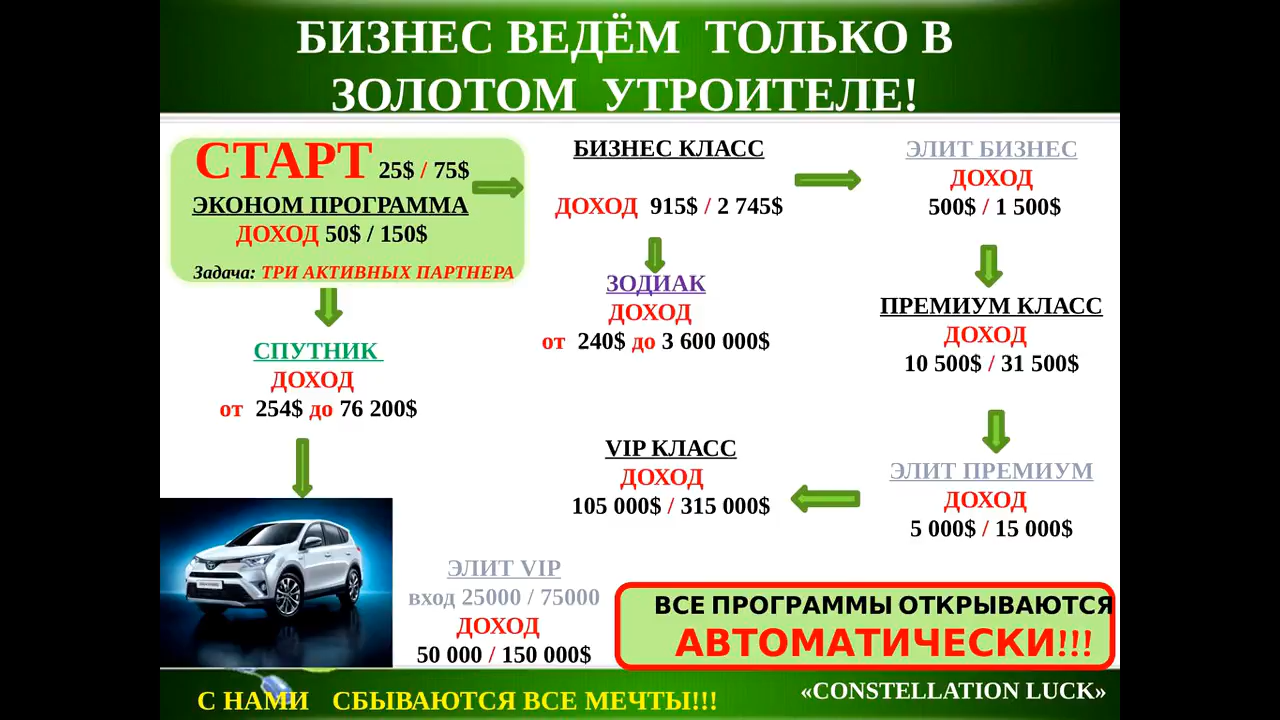 БИЗНЕС ВЕДЁМ ТОЛЬКО В
ЗОЛОТОМ УТРОИТЕЛЕ!
СТАРТ 25$ / 75$
ЭКОНОМ ПРОГРАММА
ДОХОД 50$ / 150$
Задача: ТРИ АКТИВНЫХ ПАРТНЕРА
СПУТНИК
ДОХОД
от 254$ до 76 200$
БИЗНЕС КЛАСС
ДОХОД 915$ / 2 745$
ЗОДИАК
ДОХОД
от 240$ до 3 600 000$
ЭЛИТ БИЗНЕС
ДОХОД
500$ / 1 500$
ПРЕМИУМ КЛАСС
ДОХОД
10 500$ / 31 500$
ЭЛИТ ПРЕМИУМ
ДОХОД
5 000$ / 15 000$
VIP КЛАСС
ДОХОД
105 000$ / 315 000$
ЭЛИТ VIP
вход 25000 / 75000
ДОХОД
50 000 / 150 000$
ВСЕ ПРОГРАММЫ ОТКРЫВАЮТСЯ
АВТОМАТИЧЕСКИ!!!
С НАМИ СБЫВАЮТСЯ ВСЕ МЕЧТЫ!!!
«CONSTELLATION LUCK»